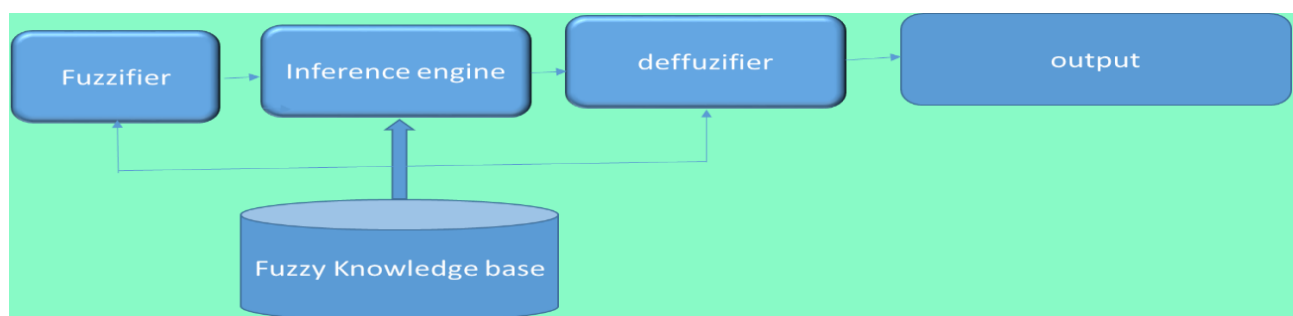 Fuzzifier
Inference engine
deffuzifier
output
Fuzzy Knowledge base